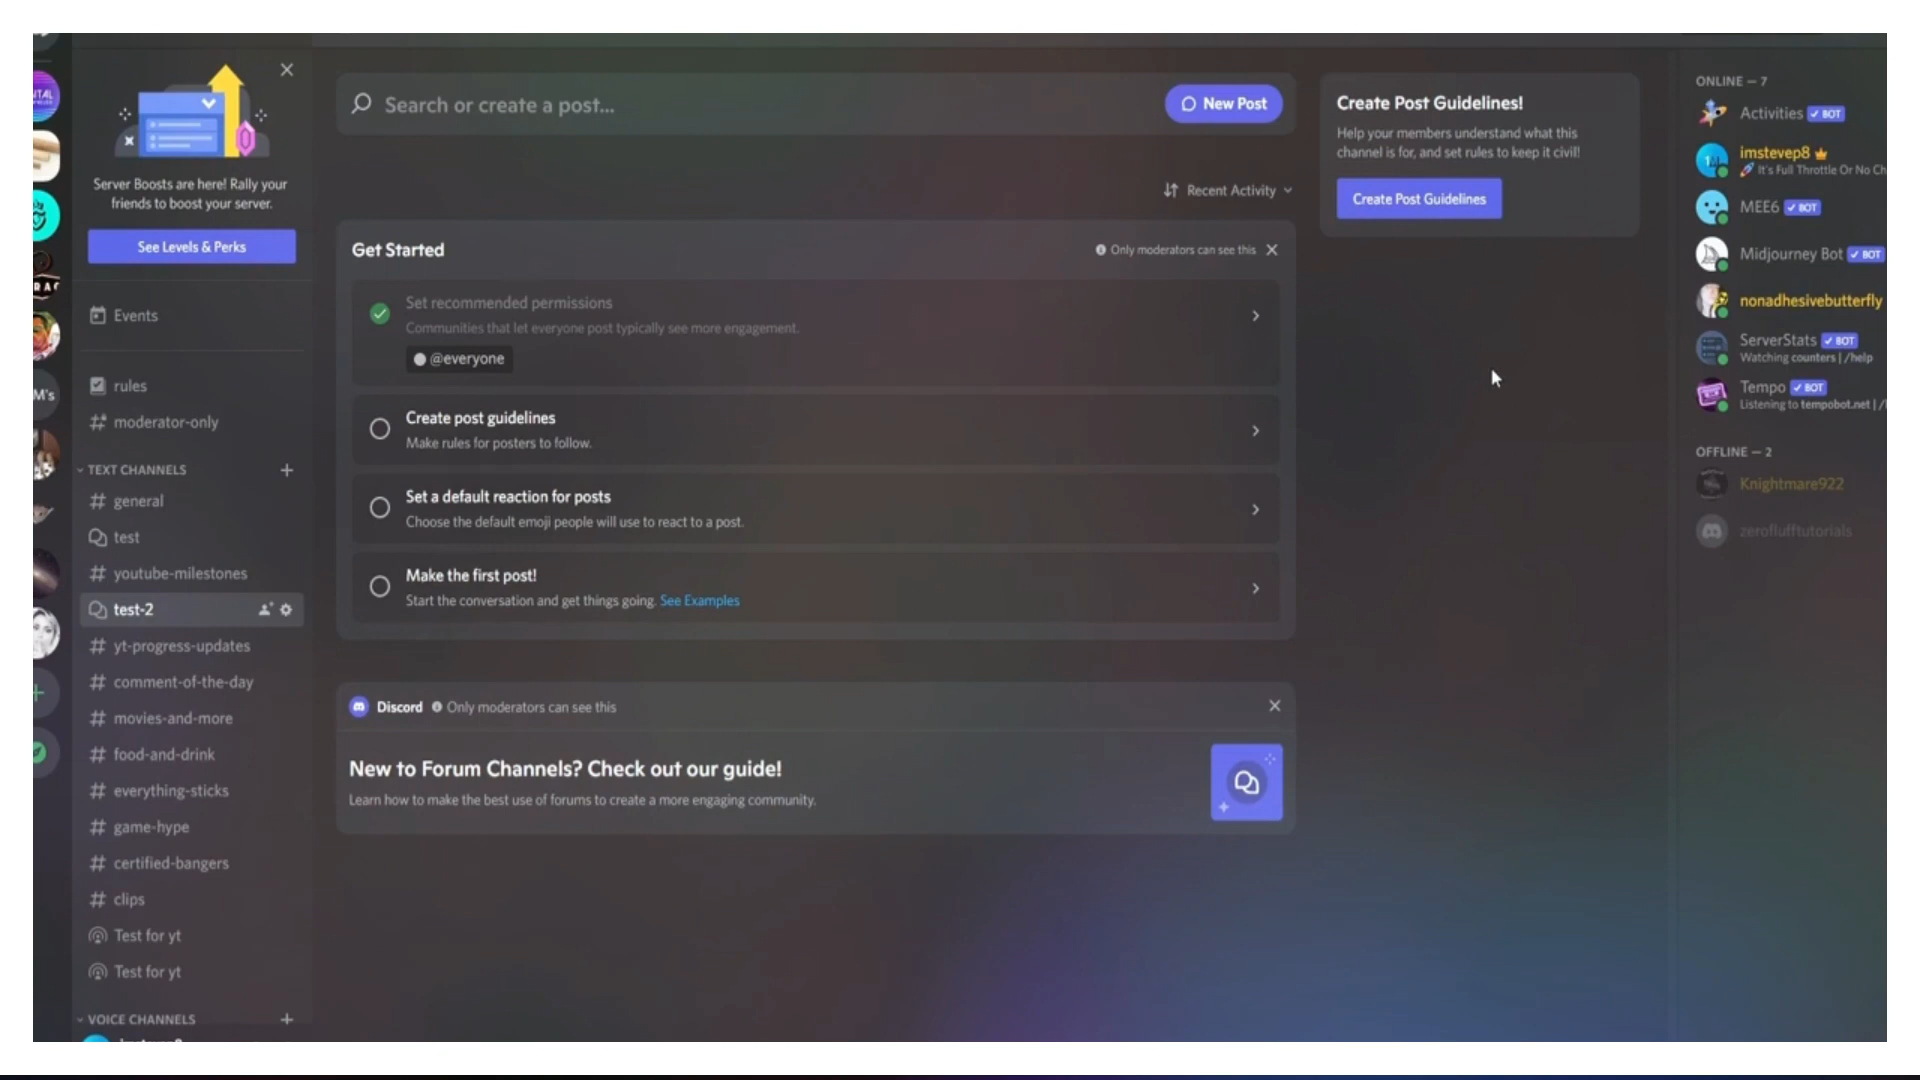 Server Boosts are here! Rally your
friends to boost your server.
See Levels & Perks
Events
rules
moderator-only
TEXT CHANNELS
general
test
youtube-milestones
test-2
yt-progress-updates
comment-of-the-day
movies-and-more
food-and-drink
everything-sticks
game-hype
certified-bangers
clips
Test for yt
Test for yt
VOICE CHANNELS
Search or create a post...
New Post
Recent Activity
Get Started
Only moderators can see this
Set recommended permissions
Communities that let everyone post typically see more engagement.
@everyone
Create post guidelines
Make rules for posters to follow.
Set a default reaction for posts
Choose the default emoji people will use to react to a post.
Make the first post!
Start the conversation and get things going. See Examples
Discord Only moderators can see this
New to Forum Channels? Check out our guide!
Learn how to make the best use of forums to create a more engaging community.
Create Post Guidelines!
Help your members understand what this
channel is for, and set rules to keep it civil!
Create Post Guidelines
ONLINE — 7
Activities BOT
imstevep8
It's Full Throttle Or No Ch
MEE6 BOT
Midjourney Bot BOT
nonadhesivebutterfly
ServerStats BOT
Watching counters | /help
Tempo BOT
Listening to tempobot.net | /
OFFLINE — 2
Knightmare922
zeroflufftutorials